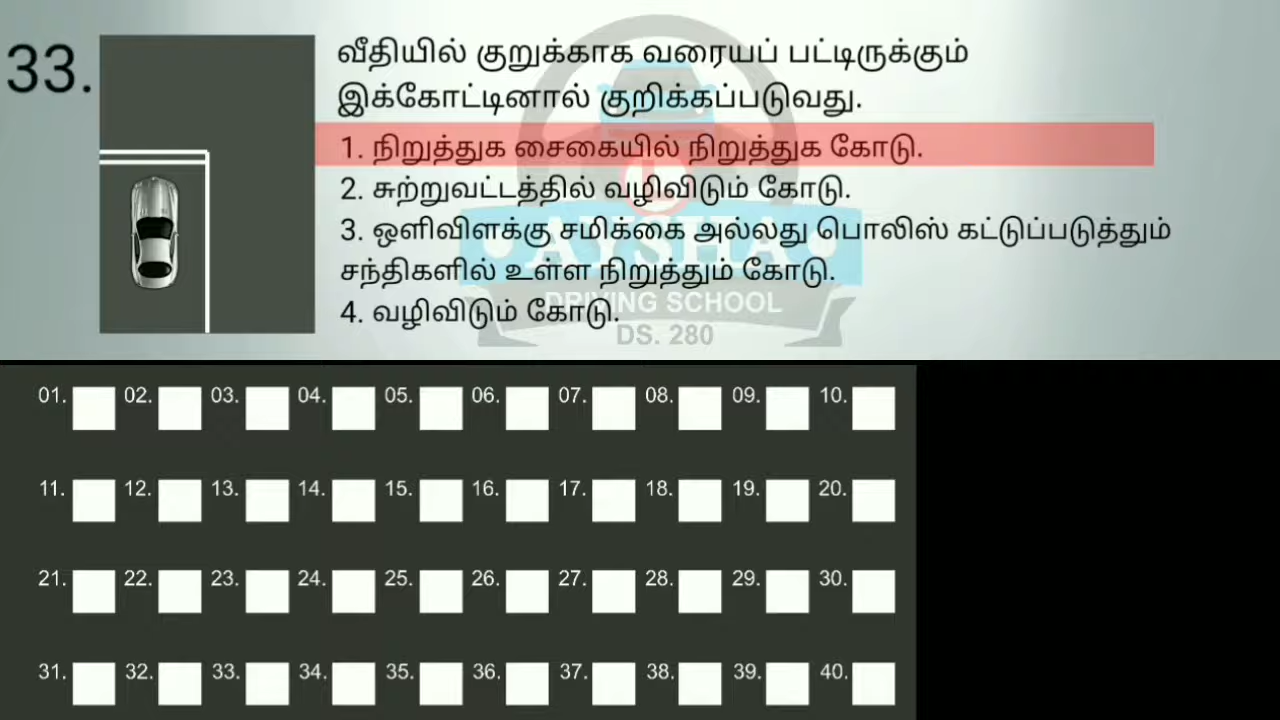 33.
வீதியில் குறுக்காக வரையப் பட்டிருக்கும்
இக்கோட்டினால் குறிக்கப்படுவது.
1. நிறுத்துக சைகையில் நிறுத்துக கோடு.
2. சுற்றுவட்டத்தில் வழிவிடும் கோடு.
3. ஒளிவிளக்கு சமிக்கை அல்லது பொலிஸ் கட்டுப்படுத்தும்
சந்திகளில் உள்ள நிறுத்தும் கோடு.
4. வழிவிடும் கோடு.
L
AYSHA
DRIVING SCHOOL
DS. 280
01. 02. 03. 04. 05. 06. 07. 08. 09. 10.
11. 12. 13. 14. 15. 16. 17. 18. 19. 20.
21. 22. 23. 24. 25. 26. 27. 28. 29. 30.
31. 32. 33. 34. 35. 36. 37. 38. 39. 40.